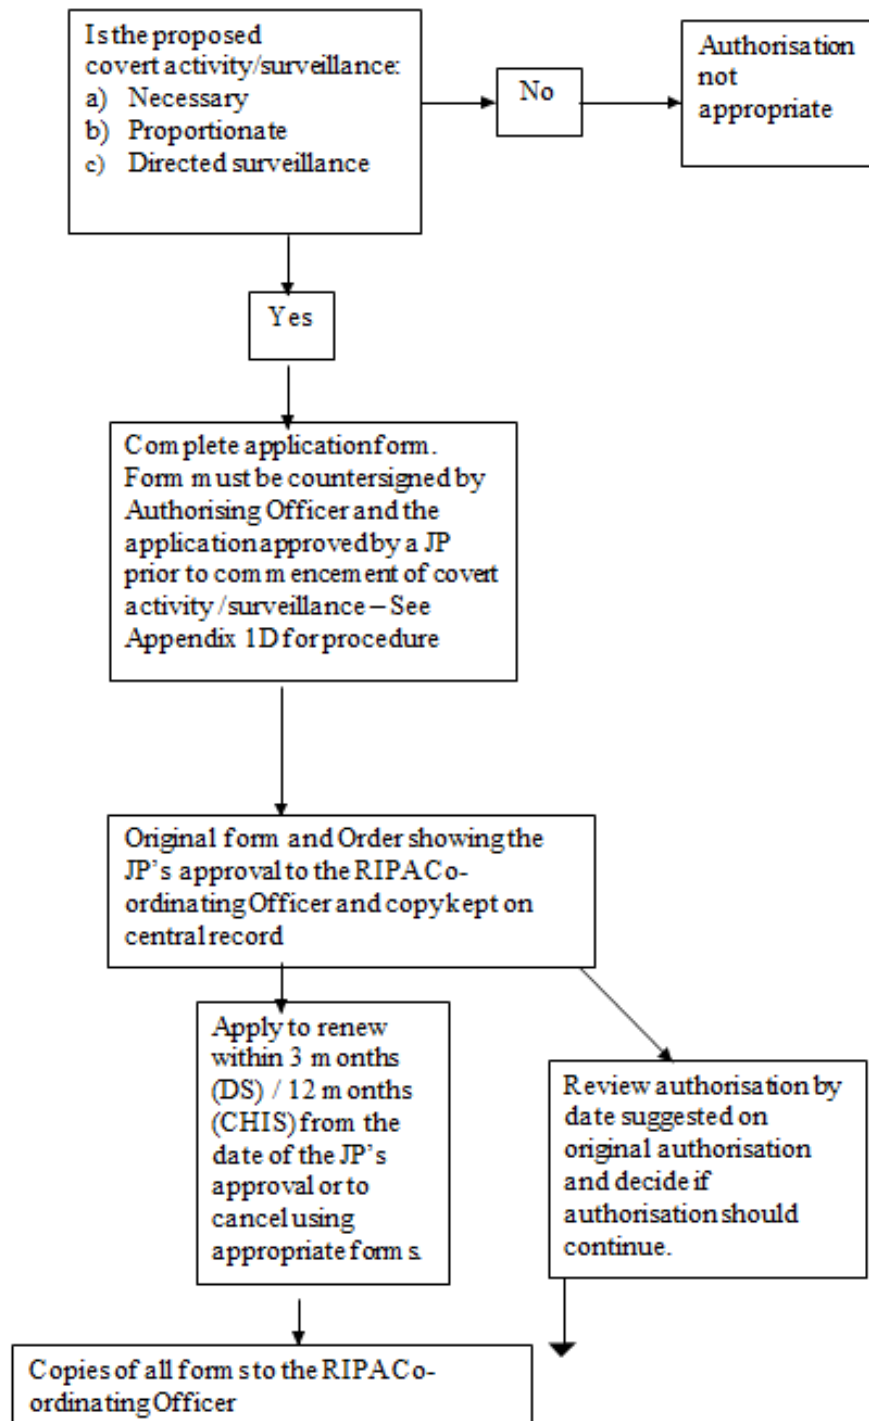 Is the proposed
covert activity/surveillance:
a) Necessary
b) Proportionate
c) Directed surveillance
No
Authorisation
not
appropriate
Yes
Complete application form.
Form must be countersigned by
Authorising Officer and the
application approved by a JP
prior to commencement of covert
activity /surveillance – See
Appendix 1D for procedure
Original form and Order showing the
JP's approval to the RIPA Co-
ordinating Officer and copy kept on
central record
Apply to renew
within 3 months
(DS) / 12 months
(CHIS) from the
date of the JP's
approval or to
cancel using
appropriate forms.
Review authorisation by
date suggested on
original authorisation
and decide if
authorisation should
continue.
Copies of all forms to the RIPA Co-
ordinating Officer